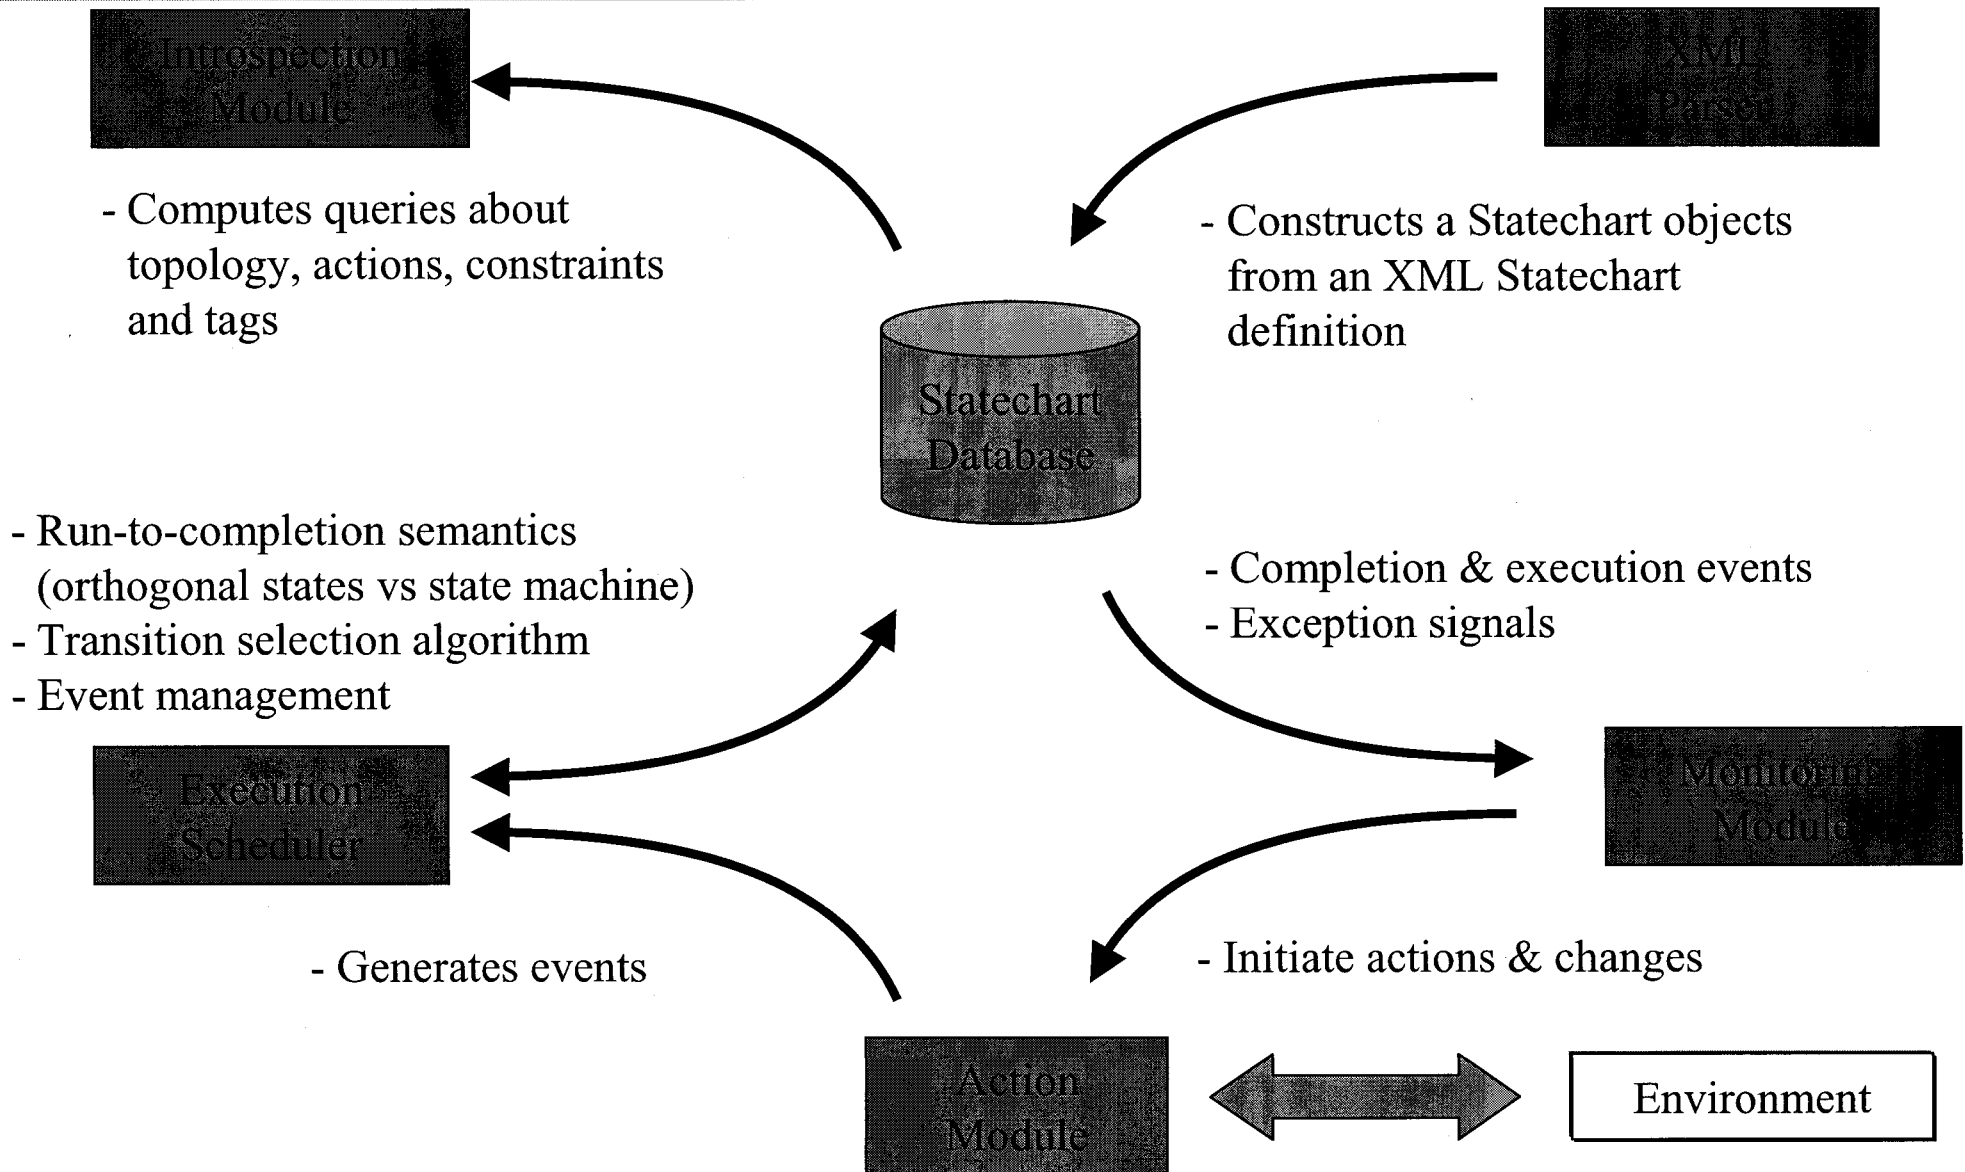 Introspection
Module
XML
Parser
- Computes queries about
topology, actions, constraints
and tags
- Constructs a Statechart objects
from an XML Statechart
definition
Statechart
Database
- Run-to-completion semantics
(orthogonal states vs state machine)
- Transition selection algorithm
- Event management
- Completion & execution events
- Exception signals
Execution
Scheduler
Monitoring
Module
- Generates events
- Initiate actions & changes
Action
Module
Environment